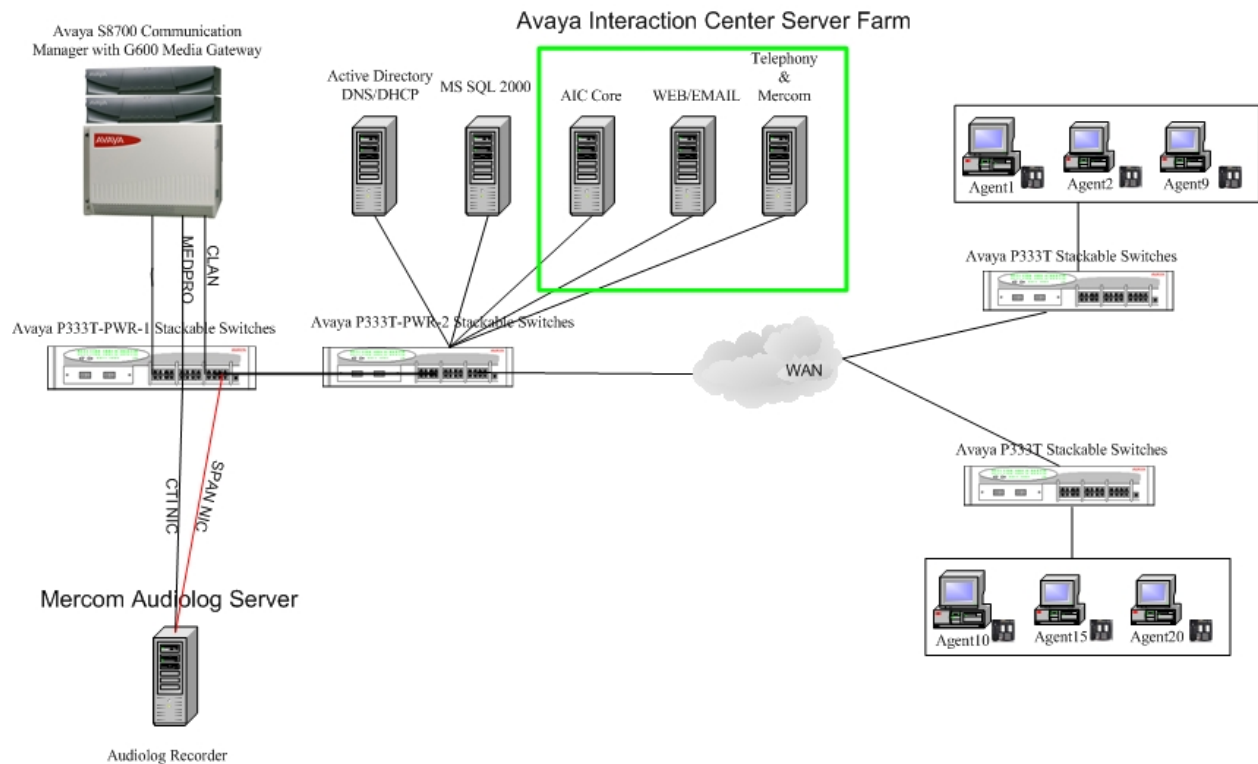 Avaya Interaction Center Server Farm
Avaya S8700 Communication
Manager with G600 Media Gateway
AVAYA
Active Directory
DNS/DHCP
MS SQL 2000
AIC Core
WEB/EMAIL
Telephony
&
Mercom
Agent1
Agent2
Agent9
Avaya P333T Stackable Switches
MEDPRO
CLAN
Avaya P333T-PWR-1 Stackable Switches
Avaya P333T-PWR-2 Stackable Switches
WAN
Avaya P333T Stackable Switches
CTI NIC
SPAN NIC
Agent10
Agent15
Agent20
Mercom Audiolog Server
Audiolog Recorder